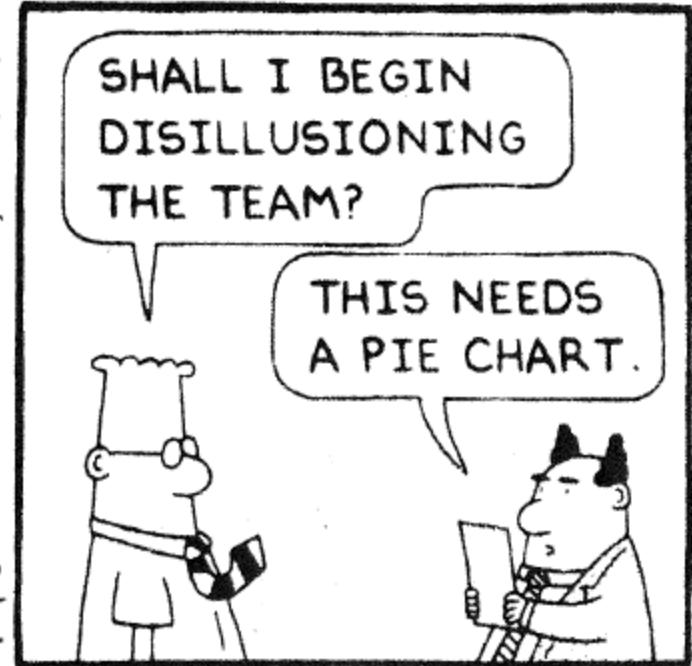 SHALL I BEGIN
DISILLUSIONING
THE TEAM?
THIS NEEDS
A PIE CHART.